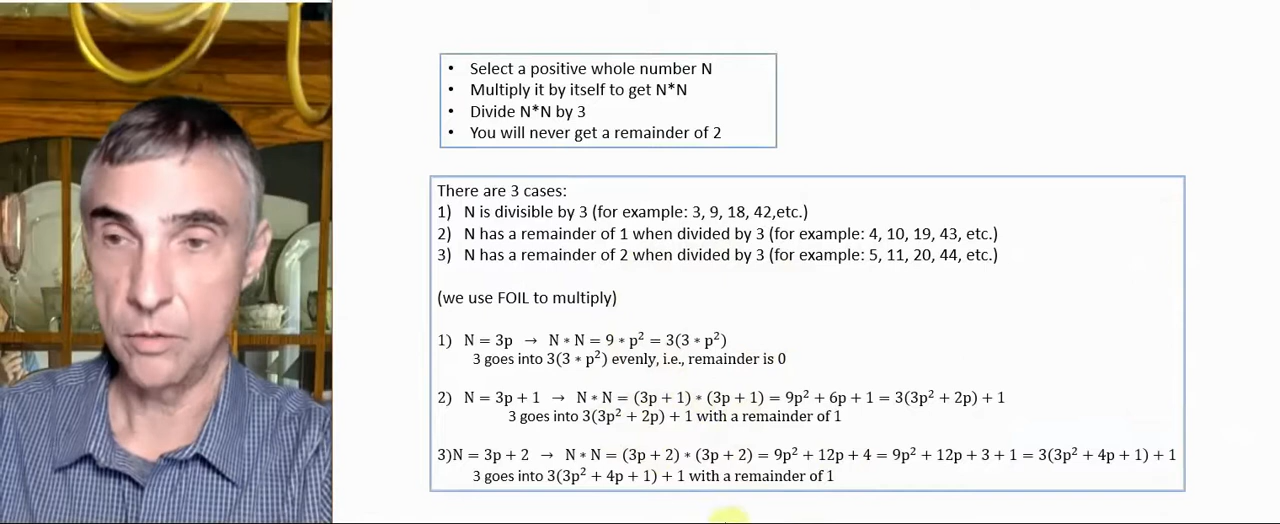 • Select a positive whole number N
• Multiply it by itself to get N*N
• Divide N*N by 3
• You will never get a remainder of 2
There are 3 cases:
1) N is divisible by 3 (for example: 3, 9, 18, 42,etc.)
2) N has a remainder of 1 when divided by 3 (for example: 4, 10, 19, 43, etc.)
3) N has a remainder of 2 when divided by 3 (for example: 5, 11, 20, 44, etc.)
(we use FOIL to multiply)
1) N = 3p → N ∗ N = 9 ∗ p² = 3(3 ∗ p²)
3 goes into 3(3 ∗ p²) evenly, i.e., remainder is 0
2) N = 3p + 1 → N ∗ N = (3p + 1) ∗ (3p + 1) = 9p² + 6p + 1 = 3(3p² + 2p) + 1
3 goes into 3(3p² + 2p) + 1 with a remainder of 1
3)N = 3p + 2 → N ∗ N = (3p + 2) ∗ (3p + 2) = 9p² + 12p + 4 = 9p² + 12p + 3 + 1 = 3(3p² + 4p + 1) + 1
3 goes into 3(3p² + 4p + 1) + 1 with a remainder of 1